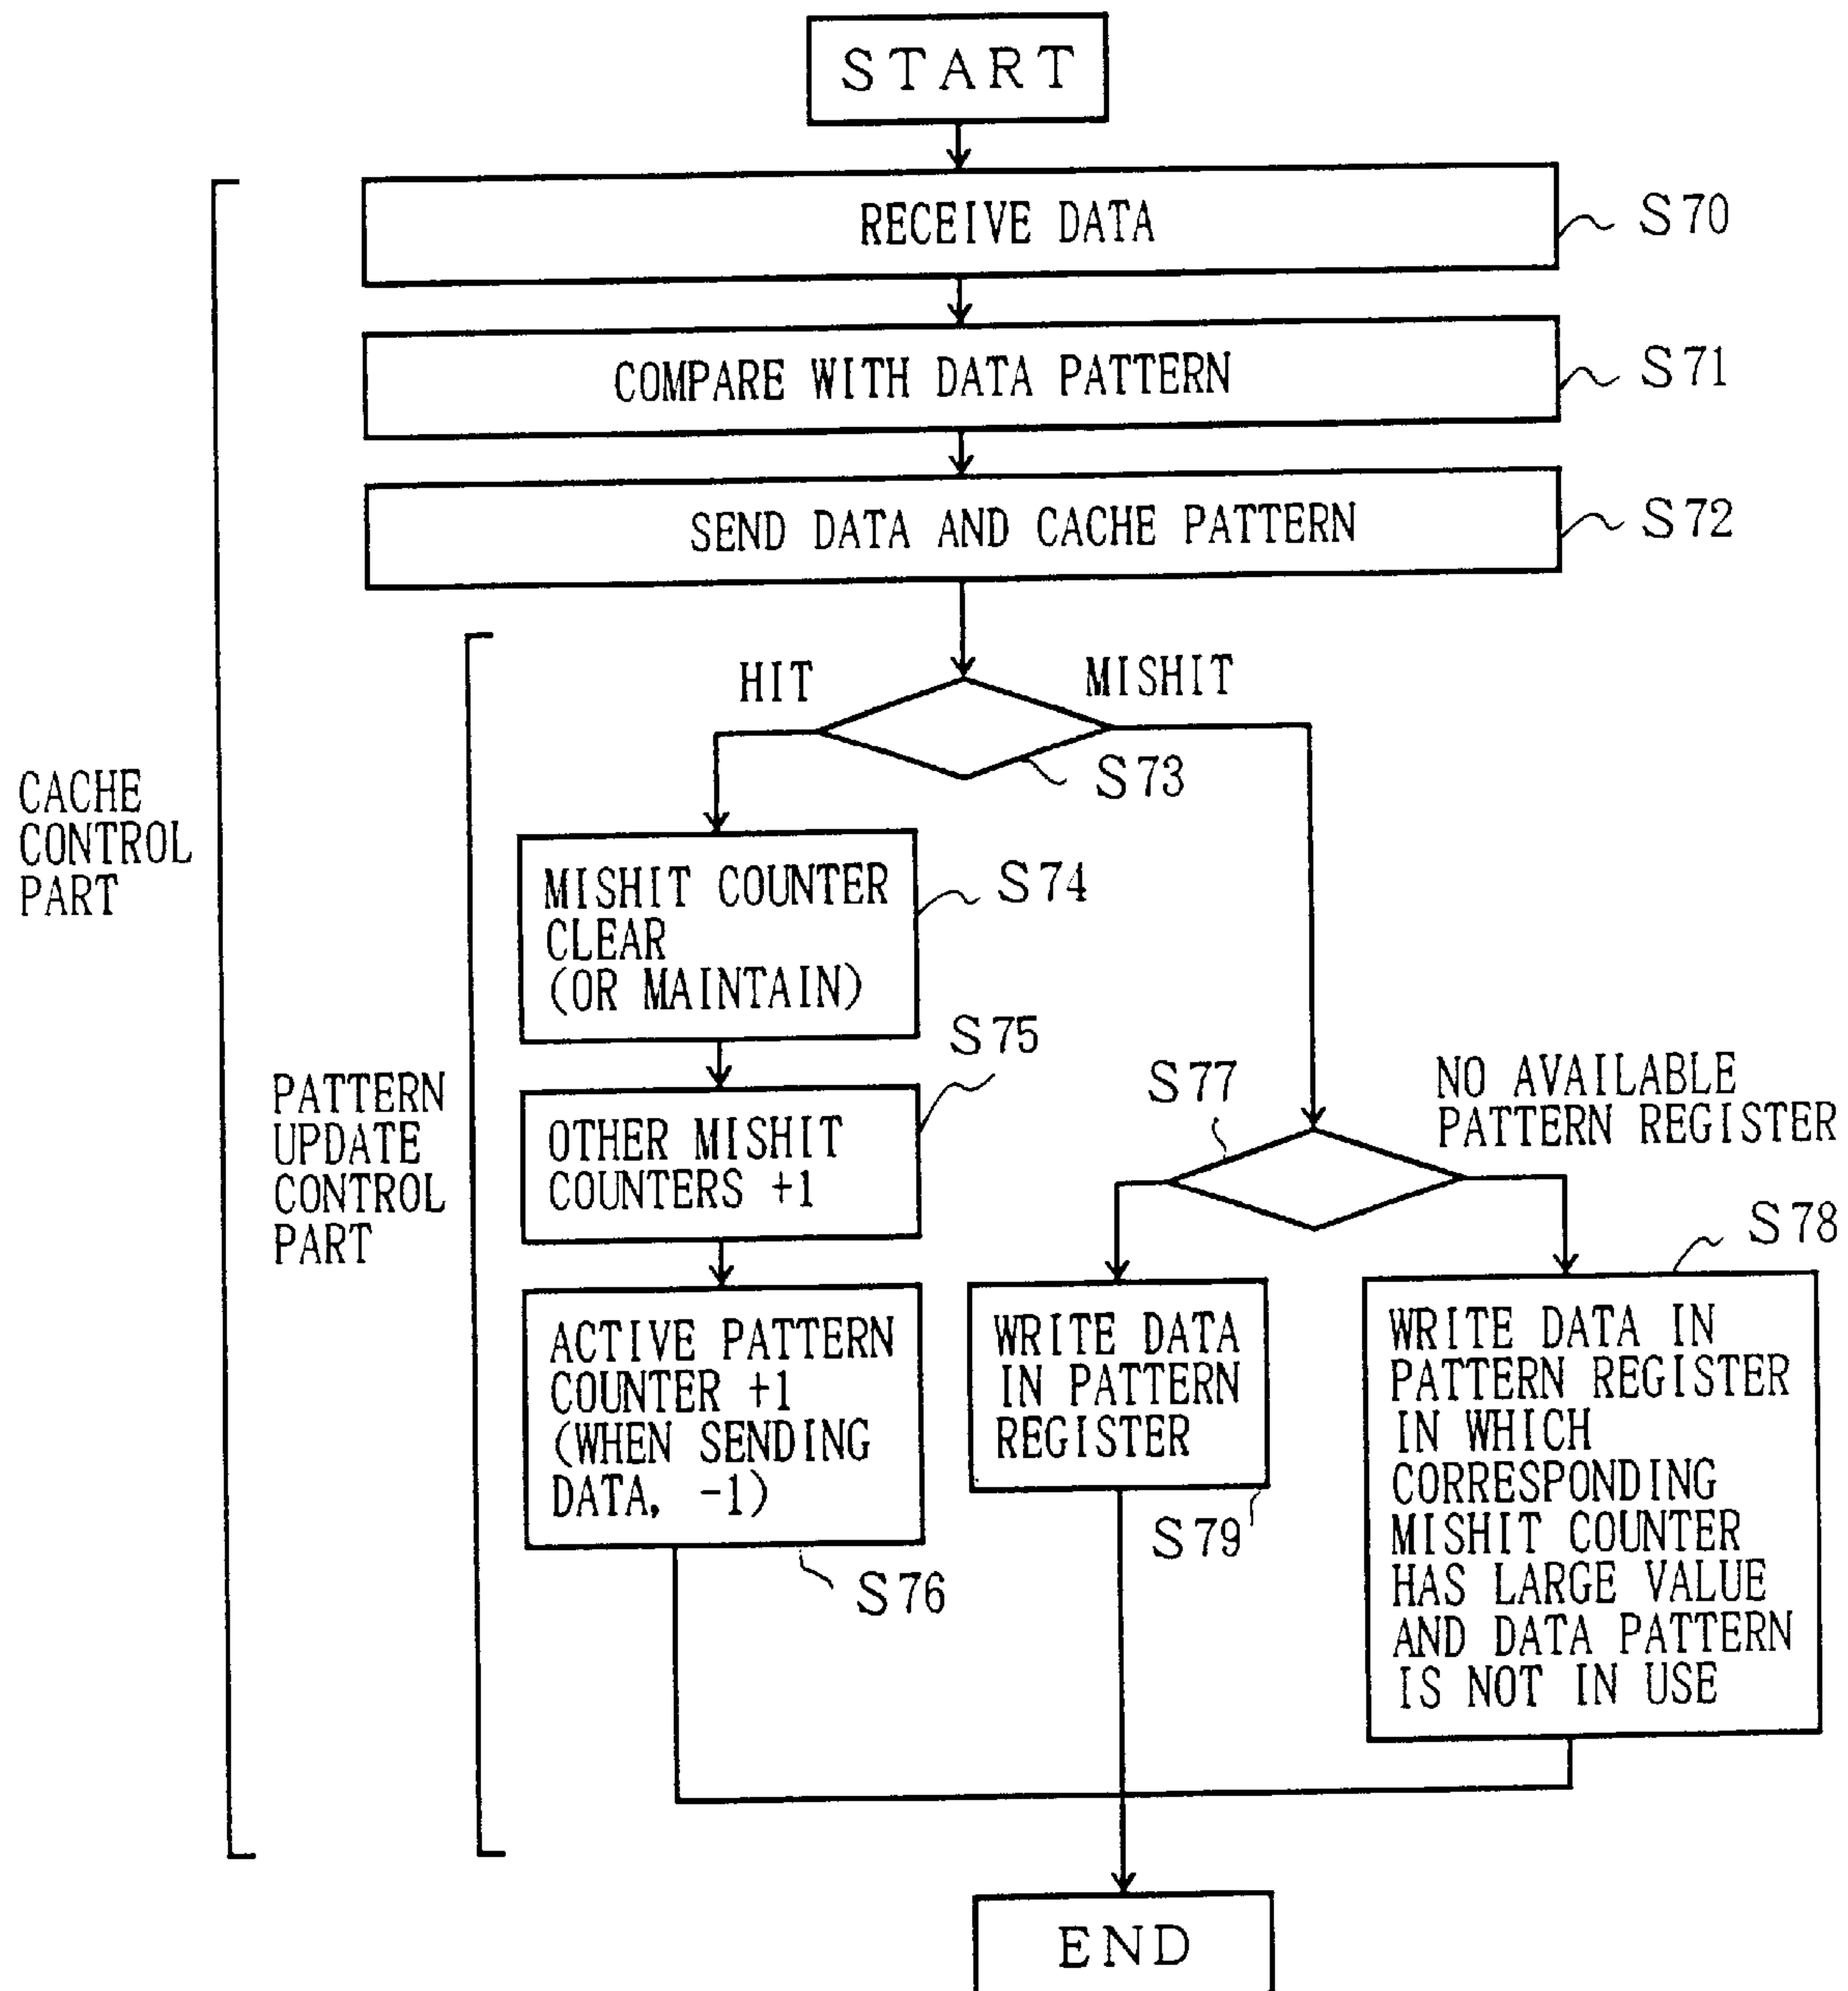 START
RECEIVE DATA
S70
COMPARE WITH DATA PATTERN
S71
SEND DATA AND CACHE PATTERN
S72
HIT
MISHIT
S73
CACHE
CONTROL
PART
MISHIT COUNTER
CLEAR
(OR MAINTAIN)
S74
S75
PATTERN
UPDATE
CONTROL
PART
OTHER MISHIT
COUNTERS +1
S77
NO AVAILABLE
PATTERN REGISTER
S78
ACTIVE PATTERN
COUNTER +1
(WHEN SENDING
DATA, -1)
S76
WRITE DATA
IN PATTERN
REGISTER
S79
WRITE DATA IN
PATTERN REGISTER
IN WHICH
CORRESPONDING
MISHIT COUNTER
HAS LARGE VALUE
AND DATA PATTERN
IS NOT IN USE
END